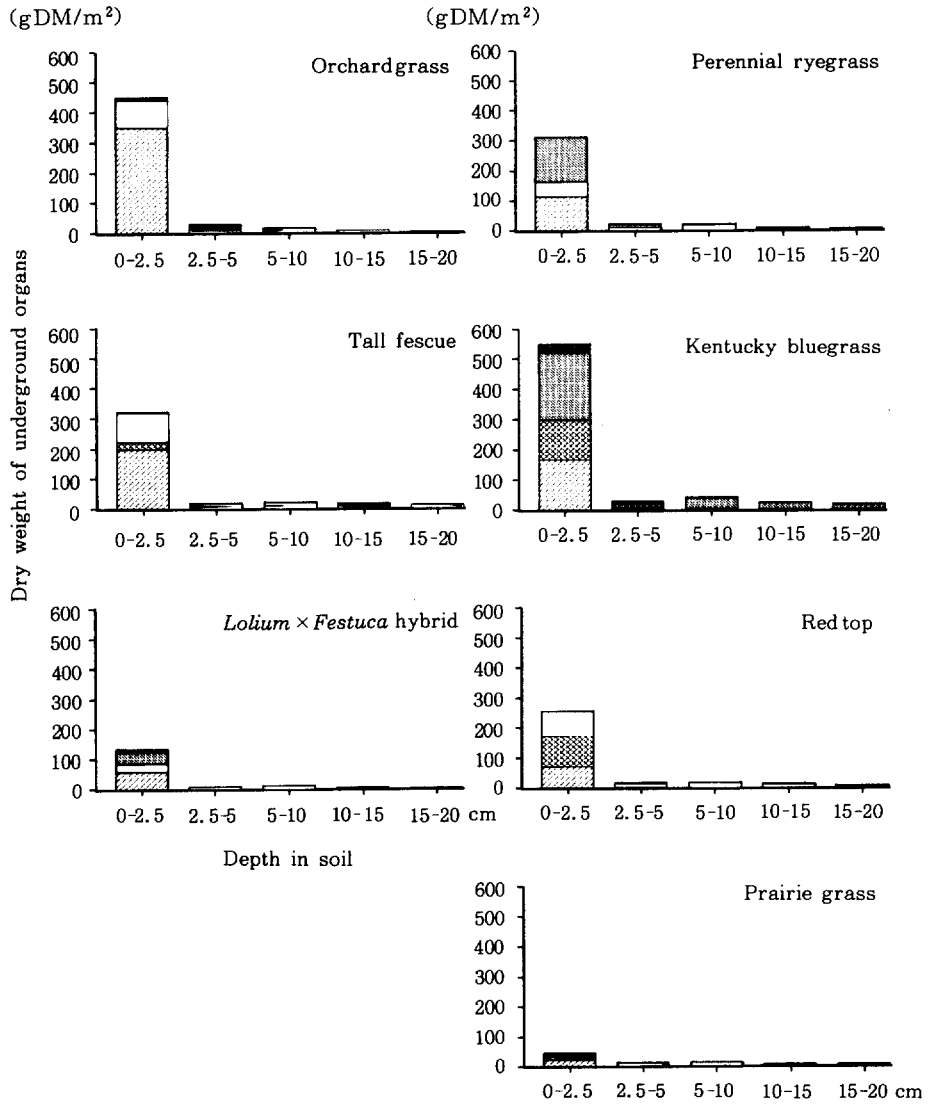 (gDM/m²)
(gDM/m²)
Dry weight of underground organs
Orchardgrass
600
500
400
300
200
100
0
0-2.5 2.5-5 5-10 10-15 15-20
Perennial ryegrass
600
500
400
300
200
100
0
0-2.5 2.5-5 5-10 10-15 15-20
Tall fescue
600
500
400
300
200
100
0
0-2.5 2.5-5 5-10 10-15 15-20
Kentucky bluegrass
600
500
400
300
200
100
0
0-2.5 2.5-5 5-10 10-15 15-20
Lolium × Festuca hybrid
600
500
400
300
200
100
0
0-2.5 2.5-5 5-10 10-15 15-20 cm
Depth in soil
Red top
600
500
400
300
200
100
0
0-2.5 2.5-5 5-10 10-15 15-20
Prairie grass
600
500
400
300
200
100
0
0-2.5 2.5-5 5-10 10-15 15-20 cm